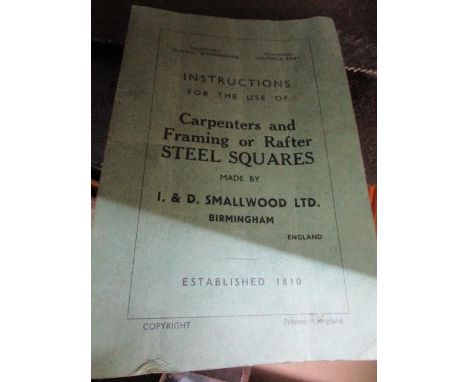 INSTRUCTIONS
FOR THE USE OF
Carpenters and
Framing or Rafter
STEEL SQUARES
MADE BY
I. & D. SMALLWOOD LTD.
BIRMINGHAM
ENGLAND
ESTABLISHED 1810
COPYRIGHT
Printed in England